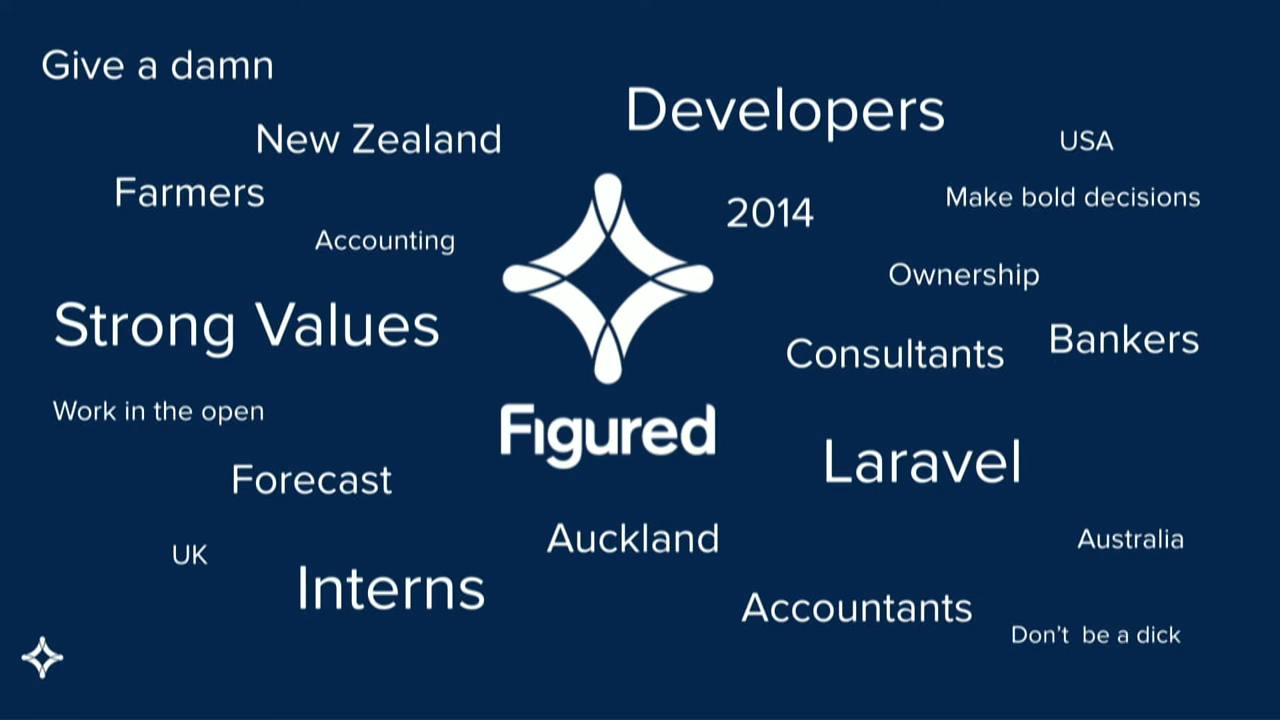 Give a damn
Developers
New Zealand
USA
Farmers
Make bold decisions
2014
Accounting
Ownership
Strong Values
Bankers
Consultants
Work in the open
Figured
Laravel
Forecast
Auckland
Australia
UK
Interns
Accountants
Don't  be a dick